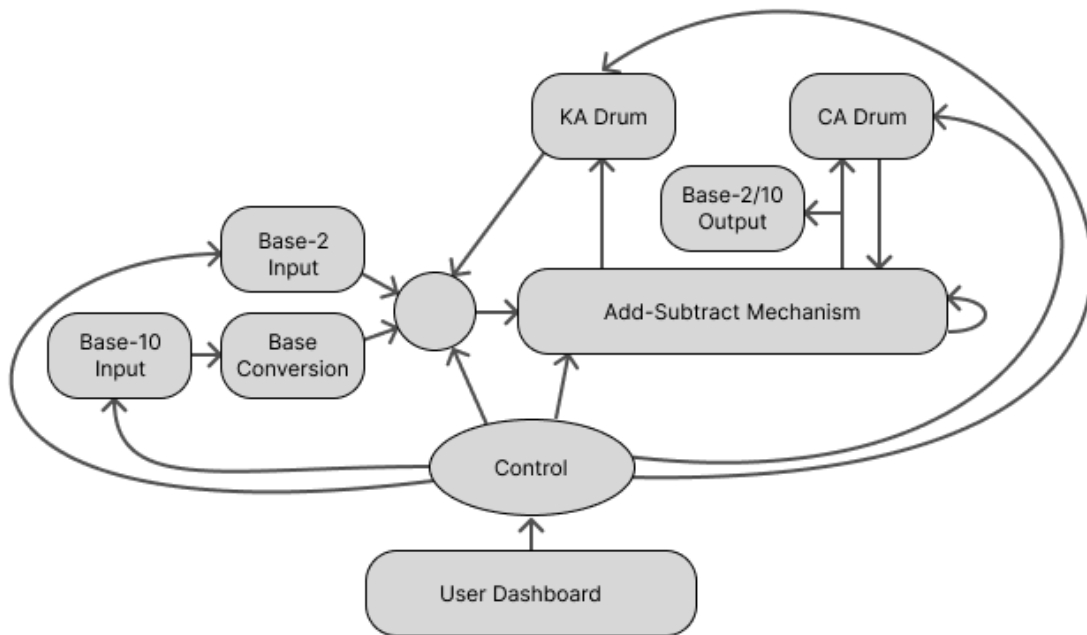 KA Drum
CA Drum
Base-2/10
Output
Base-2
Input
Add-Subtract Mechanism
Base-10
Input
Base
Conversion
Control
User Dashboard